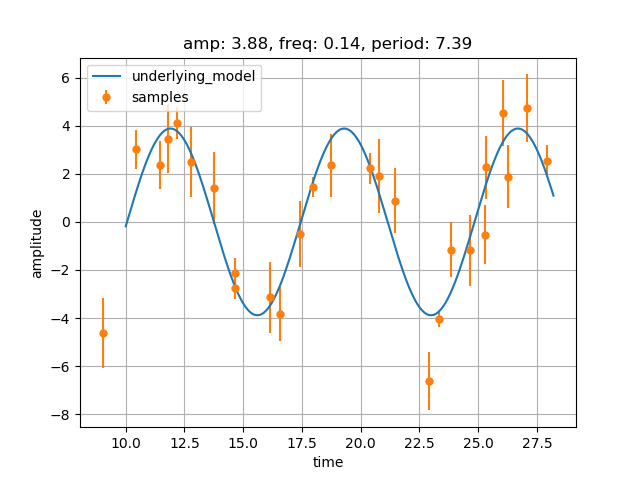 amp: 3.88, freq: 0.14, period: 7.39
underlying_model
samples
amplitude
6
4
2
0
−2
−4
−6
−8
10.0 12.5 15.0 17.5 20.0 22.5 25.0 27.5
time